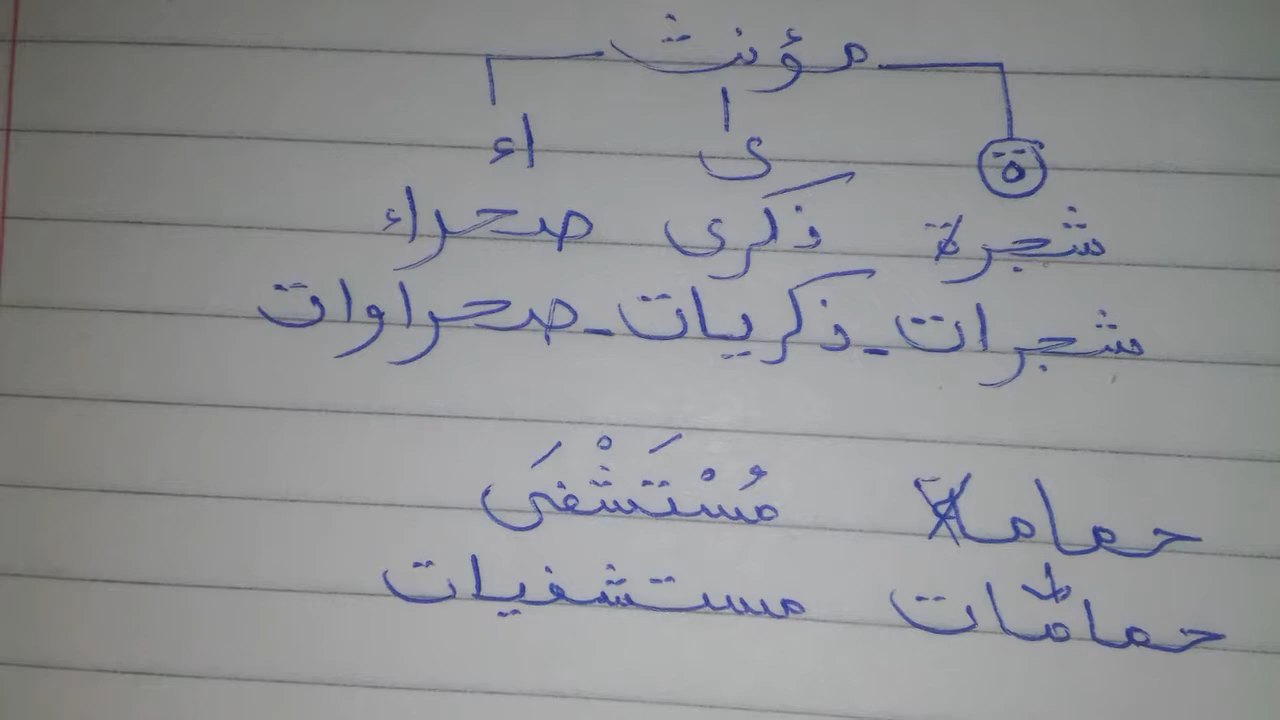 مؤنث
ة ى اء
شجرة ذكرى صحراء
شجرات - ذكريات - صحراوات
حمامة مُسْتَشْفَى
حمامات مستشفيات